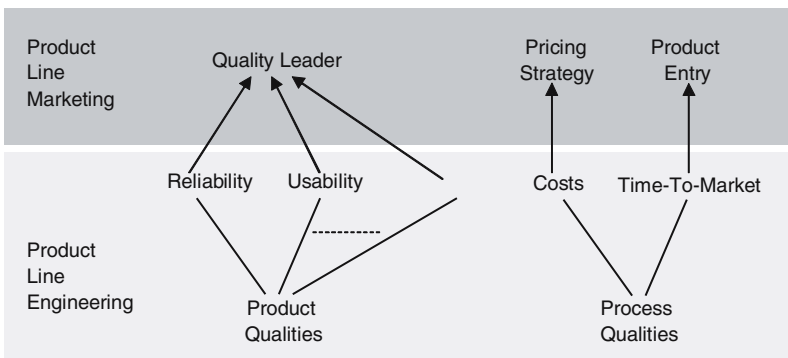 Product
Line
Marketing
Quality Leader
Pricing
Strategy
Product
Entry
Reliability
Usability
Costs
Time-To-Market
Product
Line
Engineering
Product
Qualities
Process
Qualities